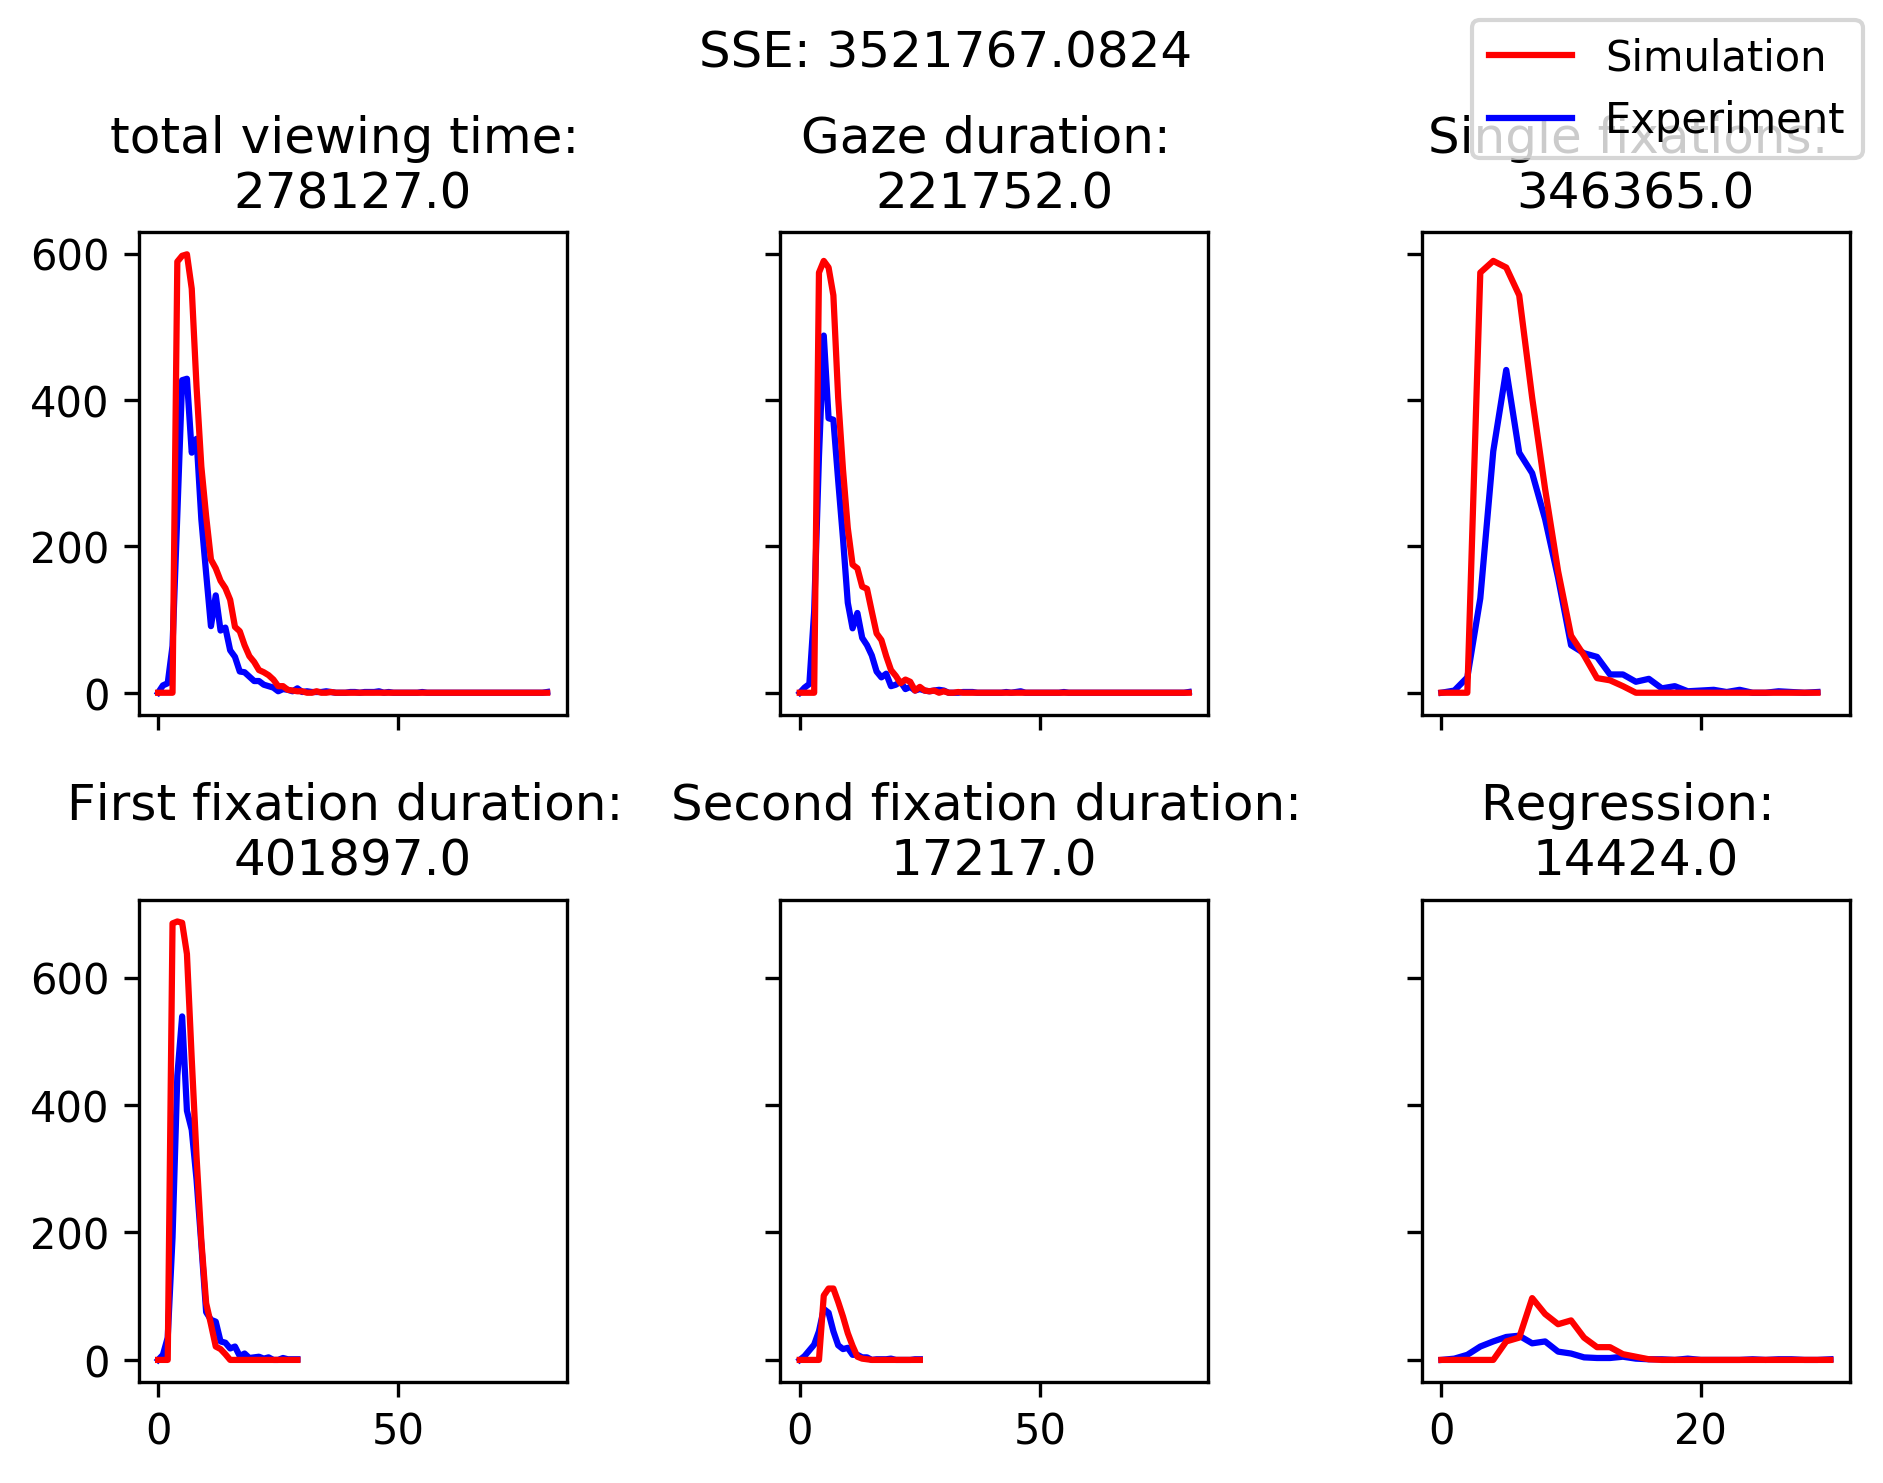 SSE: 3521767.0824
Simulation
Experiment
total viewing time:
278127.0
Gaze duration:
221752.0
Single fixations:
346365.0
600
400
200
0
First fixation duration:
401897.0
Second fixation duration:
17217.0
Regression:
14424.0
600
400
200
0
0
50
0
50
0
20